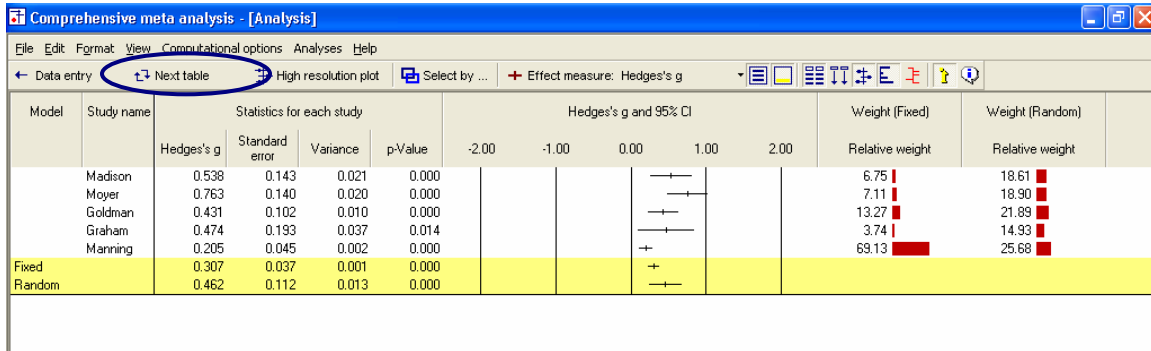 Comprehensive meta analysis - [Analysis]
File Edit Format View Computational options Analyses Help
← Data entry Next table High resolution plot Select by ... + Effect measure: Hedges's g
Model Study name Statistics for each study Hedges's g and 95% CI Weight (Fixed) Weight (Random)
Hedges's g Standard error Variance p-Value -2.00 -1.00 0.00 1.00 2.00 Relative weight Relative weight
Madison 0.538 0.143 0.021 0.000 6.75 18.61
Moyer 0.763 0.140 0.020 0.000 7.11 18.90
Goldman 0.431 0.102 0.010 0.000 13.27 21.89
Graham 0.474 0.193 0.037 0.014 3.74 14.93
Manning 0.205 0.045 0.002 0.000 69.13 25.68
Fixed 0.307 0.037 0.001 0.000
Random 0.462 0.112 0.013 0.000